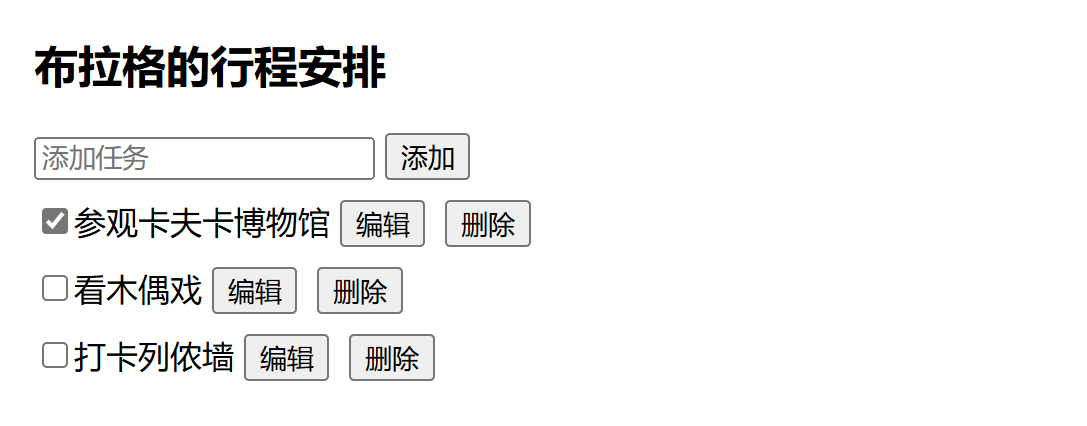 布拉格的行程安排
添加任务 添加
参观卡夫卡博物馆 编辑 删除
看木偶戏 编辑 删除
打卡列侬墙 编辑 删除